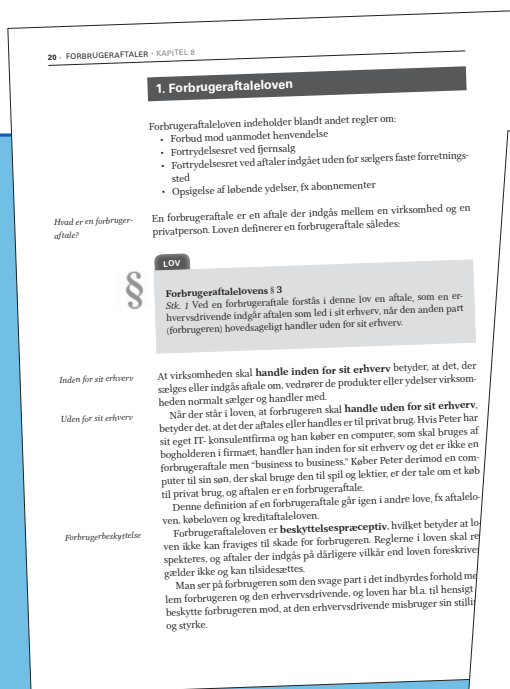 20 · FORBRUGERAFTALER · KAPITEL 8
1. Forbrugeraftaleloven
Forbrugeraftaleloven indeholder blandt andet regler om:
• Forbud mod uanmodet henvendelse
• Fortrydelsesret ved fjernsalg
• Fortrydelsesret ved aftaler indgået uden for sælgers faste forretnings-
sted
• Opsigelse af løbende ydelser, fx abonnementer
Hvad er en forbruger-
aftale?
En forbrugeraftale er en aftale der indgås mellem en virksomhed og en
privatperson. Loven definerer en forbrugeraftale således:
§
LOV
Forbrugeraftalelovens § 3
Stk. 1 Ved en forbrugeraftale forstås i denne lov en aftale, som en er-
hvervsdrivende indgår aftalen som led i sit erhverv, når den anden part
(forbrugeren) hovedsageligt handler uden for sit erhverv.
Inden for sit erhverv
At virksomheden skal handle inden for sit erhverv betyder, at det, der
sælges eller indgås aftale om, vedrører de produkter eller ydelser virksom-
heden normalt sælger og handler med.
Uden for sit erhverv
Når der står i loven, at forbrugeren skal handle uden for sit erhverv,
betyder det, at det der aftales eller handles er til privat brug. Hvis Peter har
sit eget IT- konsulentfirma og han køber en computer, som skal bruges af
bogholderen i firmaet, handler han inden for sit erhverv og det er ikke en
forbrugeraftale men "business to business." Køber Peter derimod en com-
puter til sin søn, der skal bruge den til spil og lektier, er der tale om et køb
til privat brug, og aftalen er en forbrugeraftale.
Denne definition af en forbrugeraftale går igen i andre love, fx aftalelo-
ven, købeloven og kreditaftaleloven.
Forbrugerbeskyttelse
Forbrugeraftaleloven er beskyttelsespræceptiv, hvilket betyder at lo-
ven ikke kan fraviges til skade for forbrugeren. Reglerne i loven skal re
spekteres, og aftaler der indgås på dårligere vilkår end loven foreskrive
gælder ikke og kan tilsidesættes.
Man ser på forbrugeren som den svage part i det indbyrdes forhold me
lem forbrugeren og den erhvervsdrivende, og loven har bl.a. til hensigt
beskytte forbrugeren mod, at den erhvervsdrivende misbruger sin stilli
og styrke.